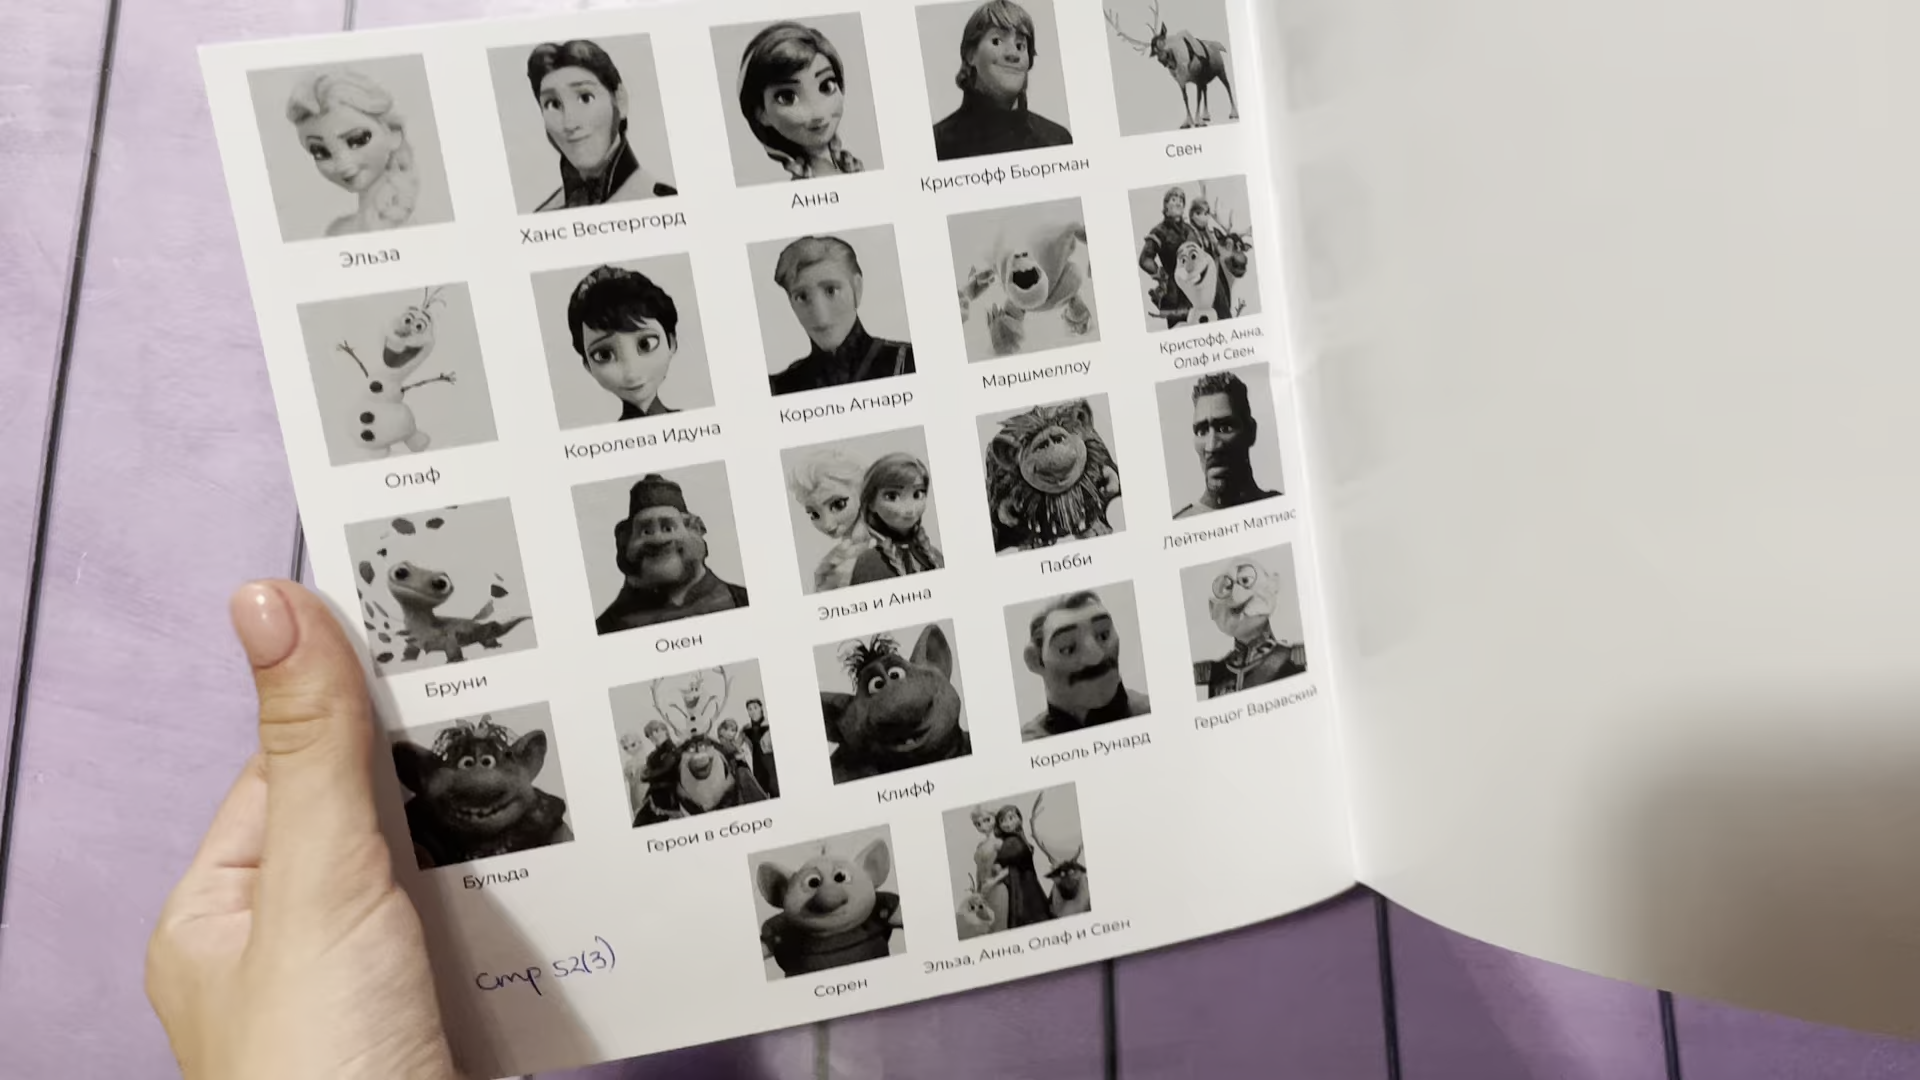 Эльза
Ханс Вестергорд
Анна
Кристофф Бьоргман
Свен
Олаф
Королева Идуна
Король Агнарр
Маршмеллоу
Кристофф, Анна,
Олаф и Свен
Бруни
Окен
Эльза и Анна
Пабби
Лейтенант Маттиас
Бульда
Герои в сборе
Клифф
Король Рунард
Герцог Варавский
Сорен
Эльза, Анна, Олаф и Свен
стр 52(3)